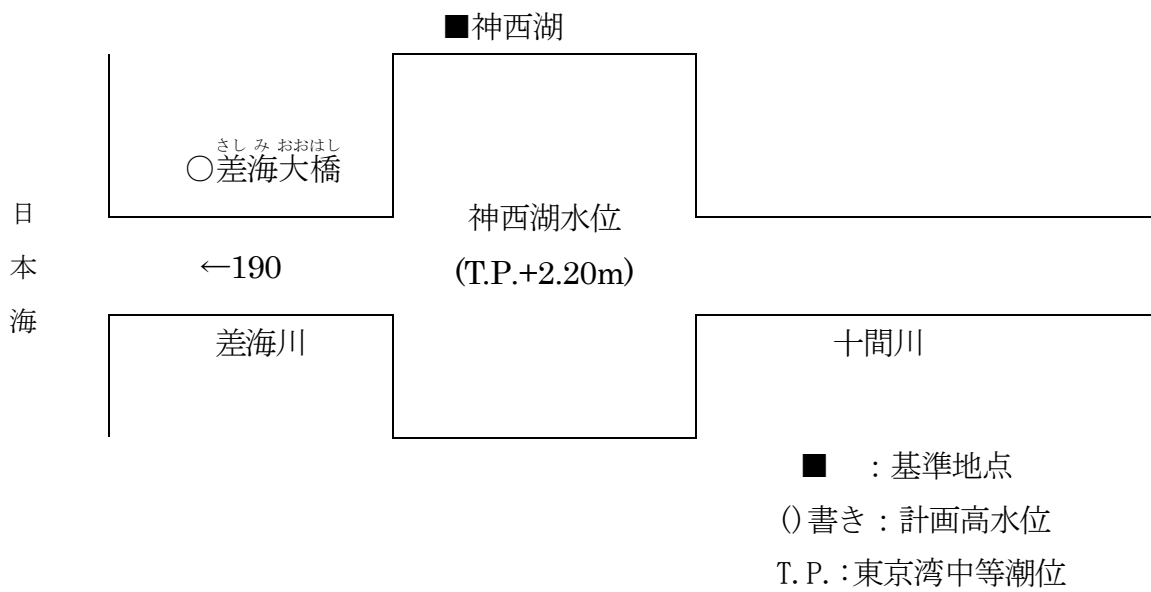 ■神西湖
さしみおおはし
○差海大橋
日本海
神西湖水位
←190
(T.P.+2.20m)
差海川
十間川
■ ：基準地点
()書き：計画高水位
T.P.：東京湾中等潮位